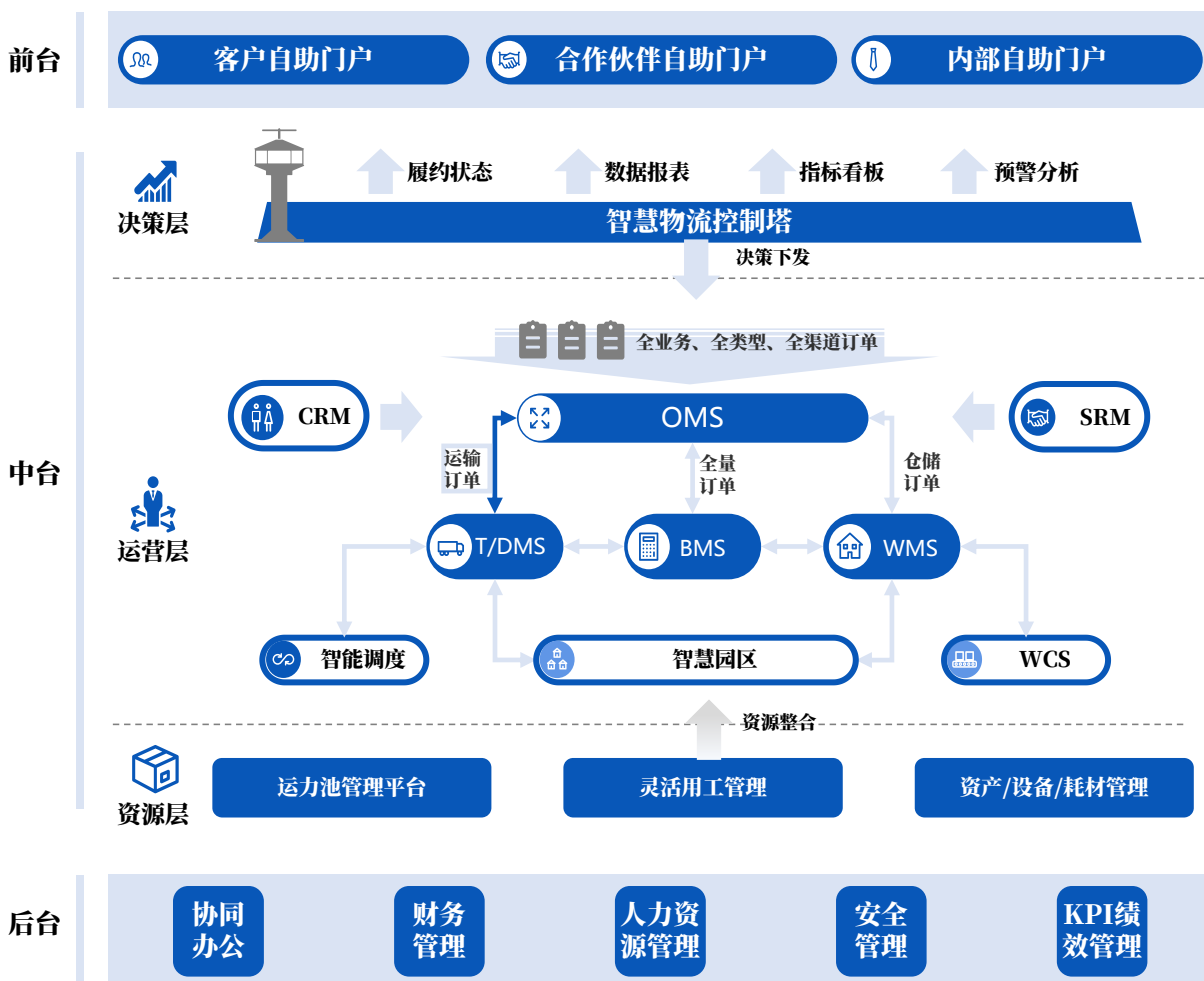 前台
客户自助门户
合作伙伴自助门户
内部自助门户
履约状态
数据报表
指标看板
预警分析
决策层
智慧物流控制塔
决策下发
全业务、全类型、全渠道订单
CRM
OMS
SRM
运输
订单
全量
订单
仓储
订单
中台
运营层
T/DMS
BMS
WMS
智能调度
智慧园区
WCS
资源整合
资源层
运力池管理平台
灵活用工管理
资产/设备/耗材管理
后台
协同
办公
财务
管理
人力资
源管理
安全
管理
KPI绩
效管理